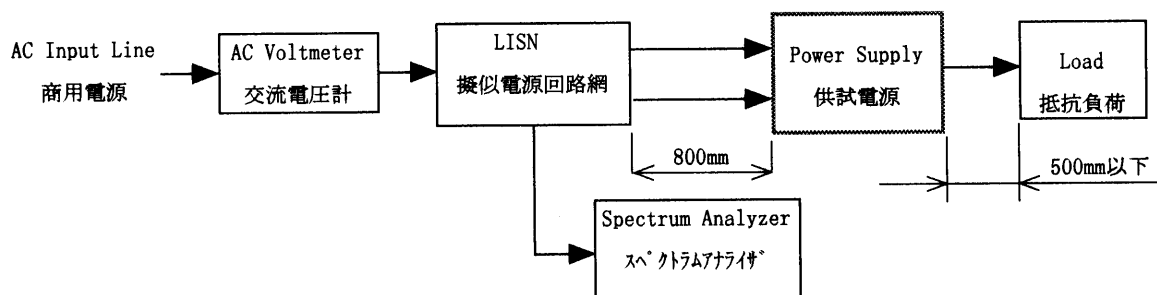 AC Input Line
商用電源
AC Voltmeter
交流電圧計
LISN
擬似電源回路網
Power Supply
供試電源
Load
抵抗負荷
800mm
500mm以下
Spectrum Analyzer
ｽﾍﾟｸﾄﾗﾑｱﾅﾗｲｻﾞ